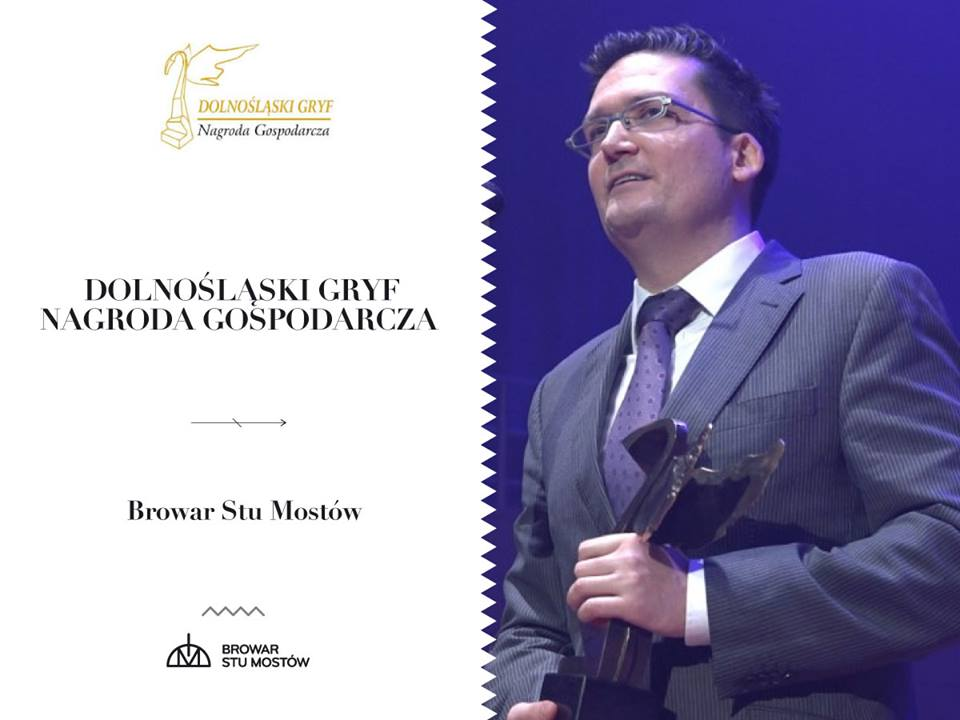 DOLNOŚLĄSKI GRYF
Nagroda Gospodarcza
DOLNOŚLĄSKI GRYF
NAGRODA GOSPODARCZA
Browar Stu Mostów
BROWAR
STU MOSTÓW